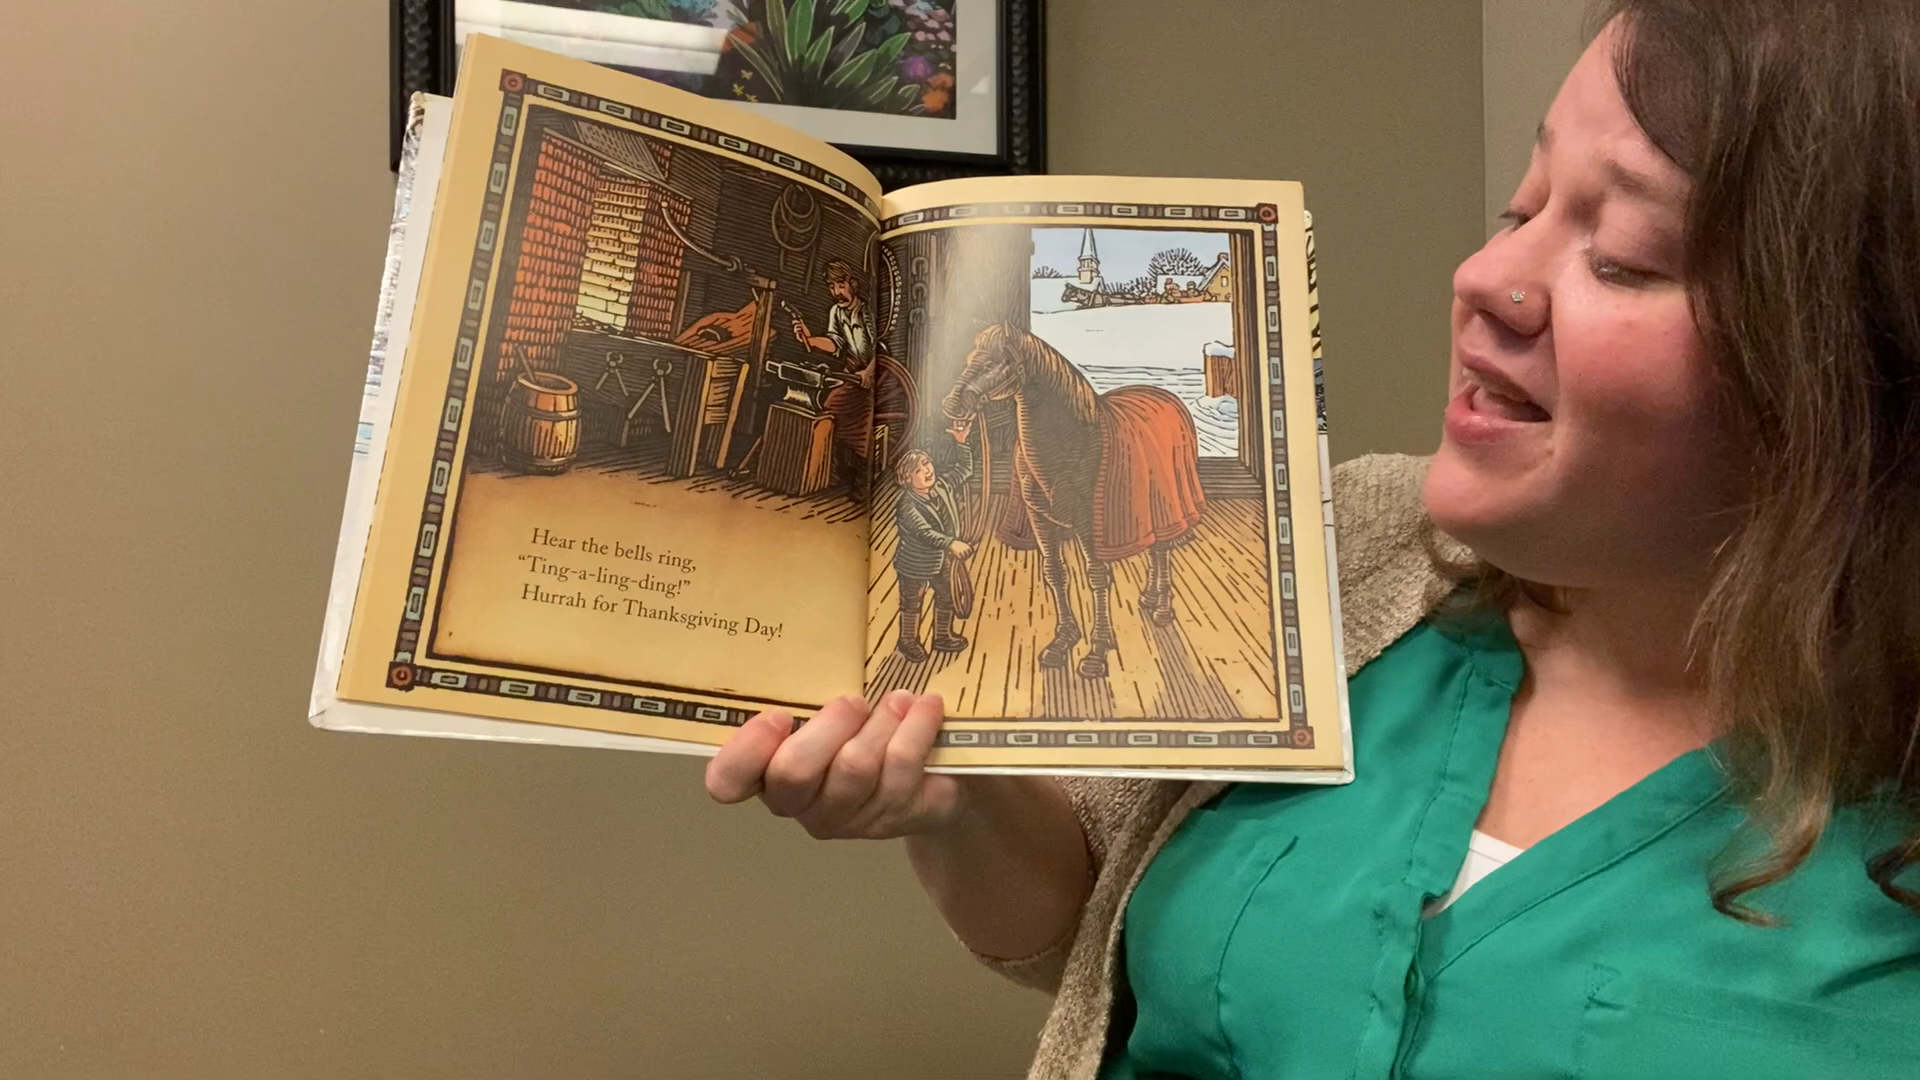 Hear the bells ring,
“Ting-a-ling-ding!”
Hurrah for Thanksgiving Day!